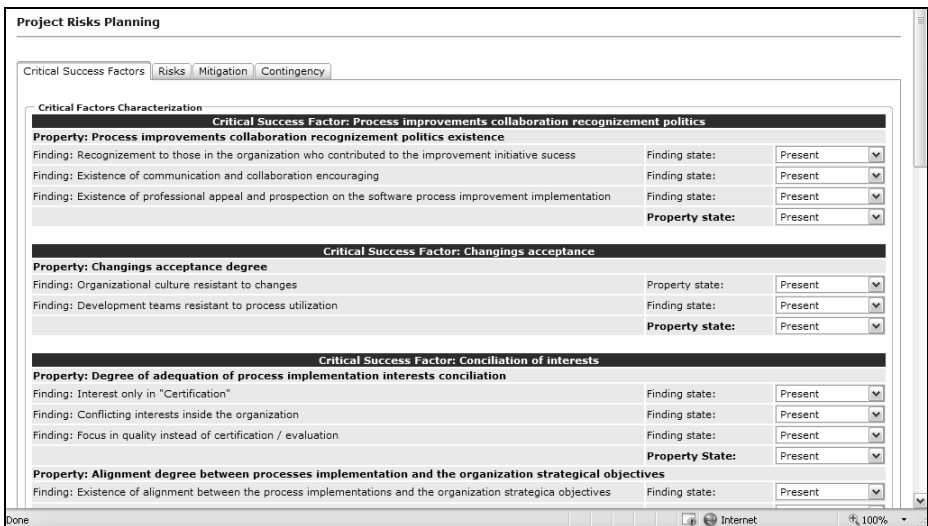 Project Risks Planning
Critical Success Factors Risks Mitigation Contingency
Critical Factors Characterization
Critical Success Factor: Process improvements collaboration recognizement politics
Property: Process improvements collaboration recognizement politics existence
Finding: Recognizement to those in the organization who contributed to the improvement initiative sucess Finding state: Present
Finding: Existence of communication and collaboration encouraging Finding state: Present
Finding: Existence of professional appeal and prospection on the software process improvement implementation Finding state: Present
Property state: Present
Critical Success Factor: Changings acceptance
Property: Changings acceptance degree
Finding: Organizational culture resistant to changes Property state: Present
Finding: Development teams resistant to process utilization Finding state: Present
Property state: Present
Critical Success Factor: Conciliation of interests
Property: Degree of adequation of process implementation interests conciliation
Finding: Interest only in "Certification" Finding state: Present
Finding: Conflicting interests inside the organization Finding state: Present
Finding: Focus in quality instead of certification / evaluation Finding state: Present
Property State: Present
Property: Alignment degree between processes implementation and the organization strategical objectives
Finding: Existence of alignment between the process implementations and the organization strategica objectives Finding state: Present
Done Internet 100%